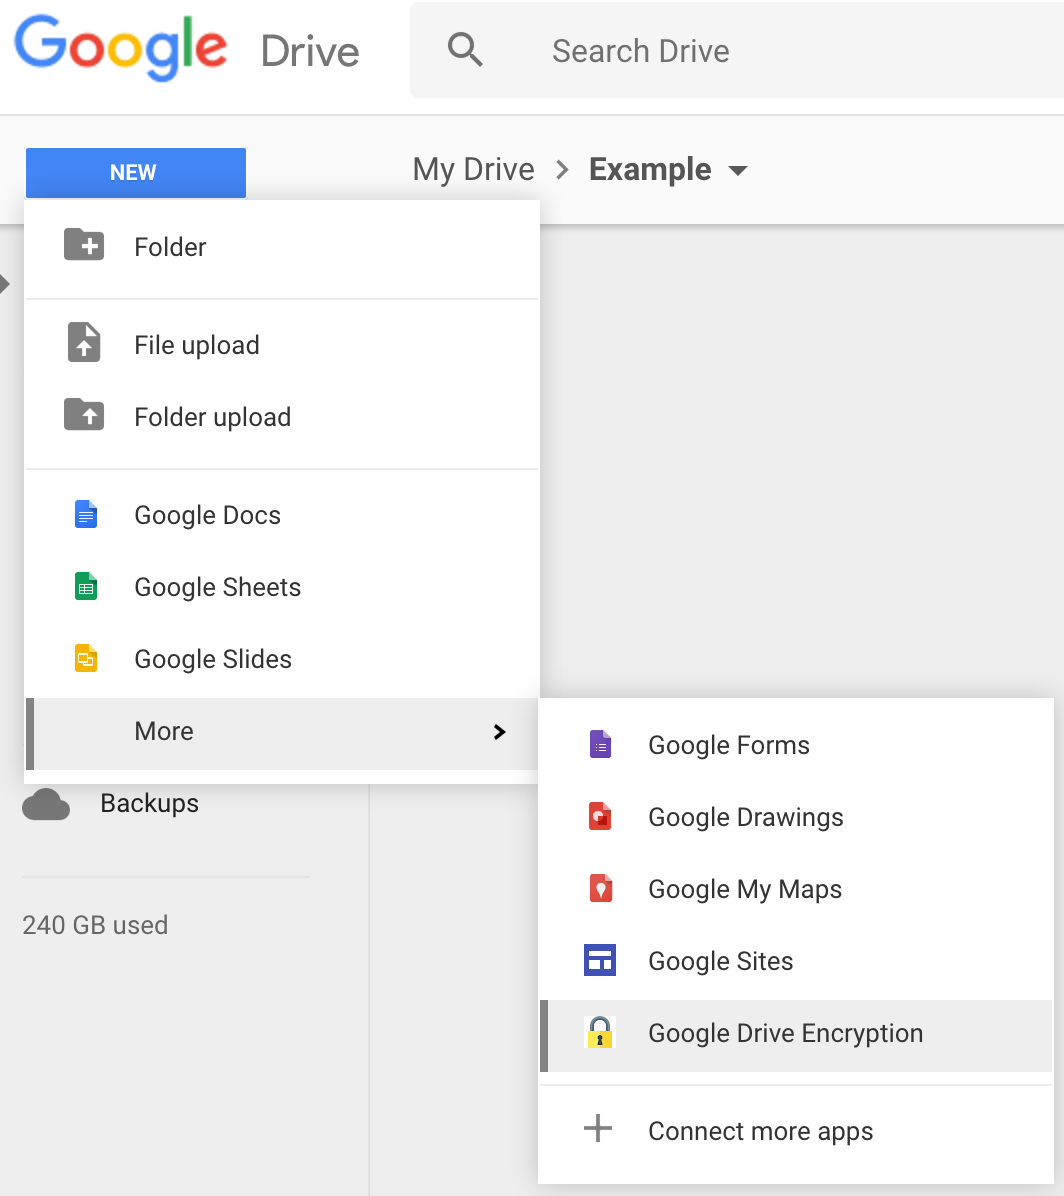 Google Drive
Search Drive
NEW
My Drive > Example
Folder
File upload
Folder upload
Google Docs
Google Sheets
Google Slides
More
Backups
240 GB used
Google Forms
Google Drawings
Google My Maps
Google Sites
Google Drive Encryption
Connect more apps